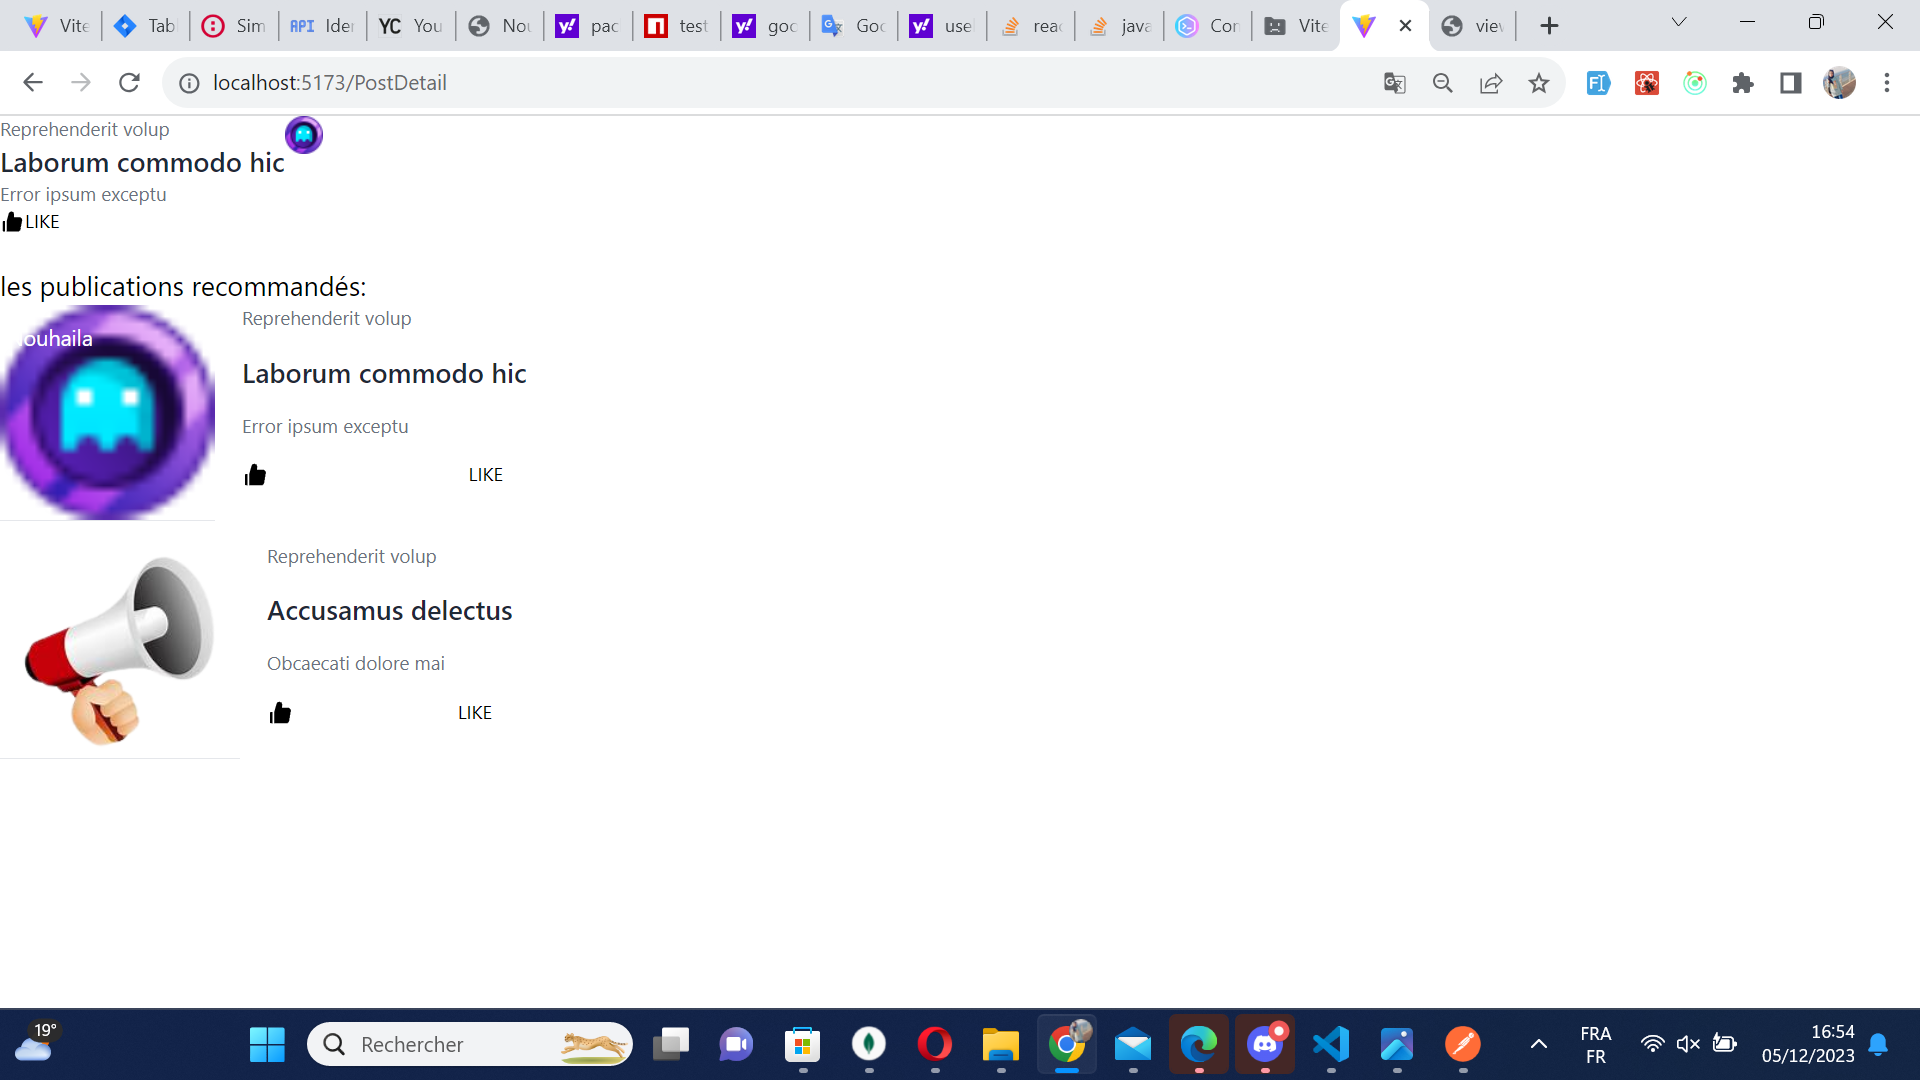 Vite
Tabl
Sim
API Iden
YC You
Nou
pac
test
goo
Goo
use
rea
java
Con
Vite
view
localhost:5173/PostDetail
Reprehenderit volup
Laborum commodo hic
Error ipsum exceptu
LIKE
les publications recommandés:
ouhaila
Reprehenderit volup
Laborum commodo hic
Error ipsum exceptu
LIKE
Reprehenderit volup
Accusamus delectus
Obcaecati dolore mai
LIKE
19°
Rechercher
FRA
FR
16:54
05/12/2023